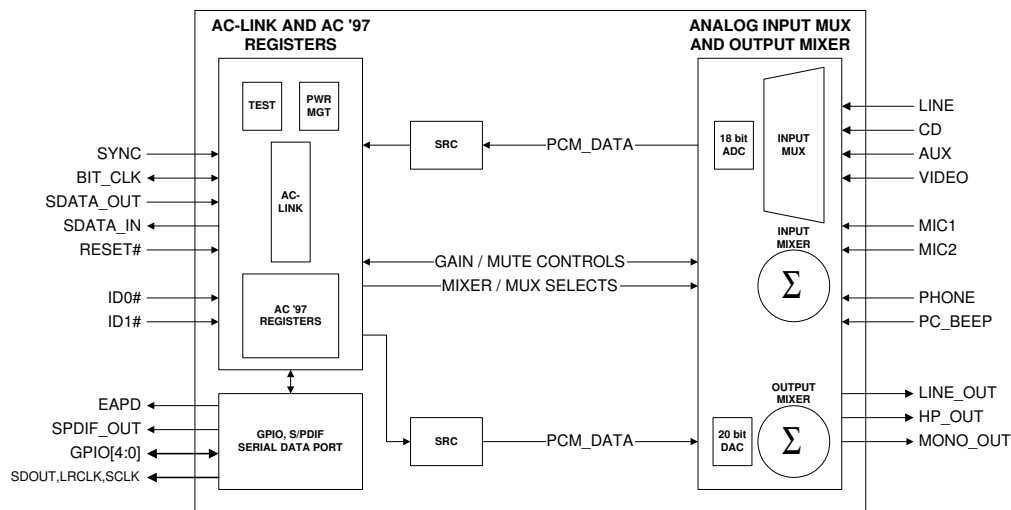 AC-LINK AND AC '97
REGISTERS
ANALOG INPUT MUX
AND OUTPUT MIXER
TEST
PWR
MGT
AC-
LINK
AC '97
REGISTERS
SYNC
BIT_CLK
SDATA_OUT
SDATA_IN
RESET#
ID0#
ID1#
EAPD
SPDIF_OUT
GPIO[4:0]
SDOUT,LRCLK,SCLK
GPIO, S/PDIF
SERIAL DATA PORT
SRC
PCM_DATA
GAIN / MUTE CONTROLS
MIXER / MUX SELECTS
SRC
PCM_DATA
18 bit
ADC
INPUT
MUX
INPUT
MIXER
Σ
OUTPUT
MIXER
20 bit
DAC
Σ
LINE
CD
AUX
VIDEO
MIC1
MIC2
PHONE
PC_BEEP
LINE_OUT
HP_OUT
MONO_OUT